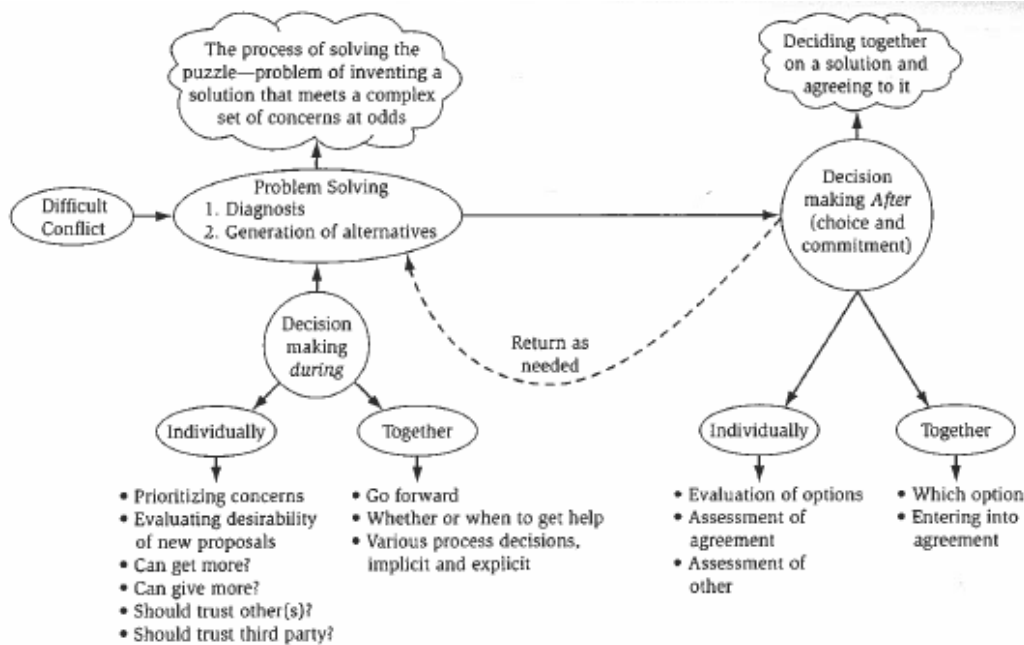 The process of solving the
puzzle—problem of inventing a
solution that meets a complex
set of concerns at odds
Deciding together
on a solution and
agreeing to it
Difficult
Conflict
Problem Solving
1. Diagnosis
2. Generation of alternatives
Decision
making After
(choice and
commitment)
Decision
making
during
Return as
needed
Individually
Together
• Prioritizing concerns
• Evaluating desirability
of new proposals
• Can get more?
• Can give more?
• Should trust other(s)?
• Should trust third party?
• Go forward
• Whether or when to get help
• Various process decisions,
implicit and explicit
Individually
Together
• Evaluation of options
• Assessment of
agreement
• Assessment of
other
• Which option
• Entering into
agreement